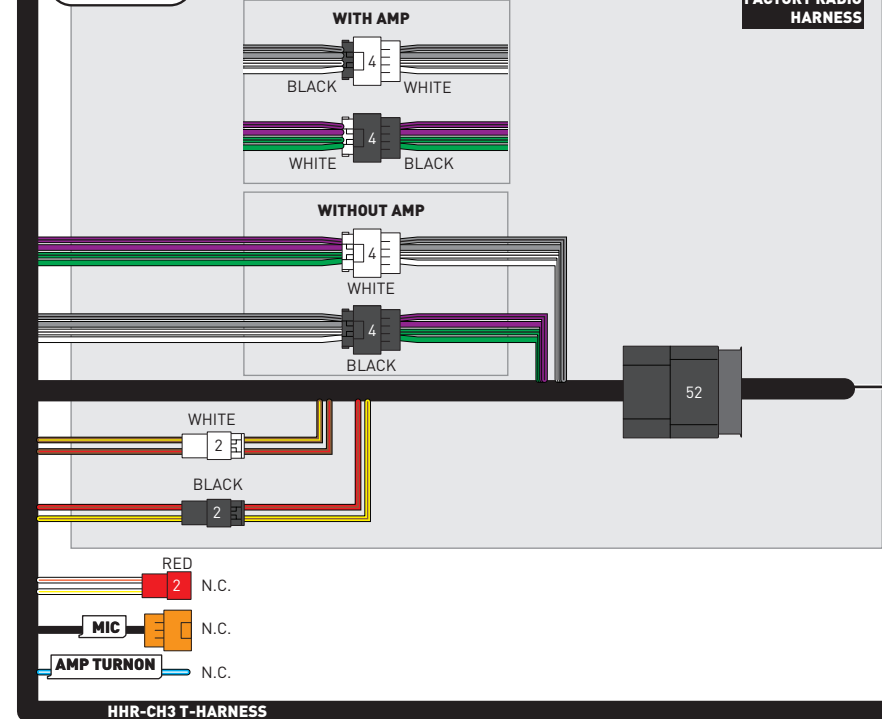 FACTORY RADIO
HARNESS
WITH AMP
4
BLACK
WHITE
4
WHITE
BLACK
WITHOUT AMP
4
WHITE
4
BLACK
52
WHITE
2
BLACK
2
RED
2
N.C.
MIC
N.C.
AMP TURNON
N.C.
HHR-CH3 T-HARNESS